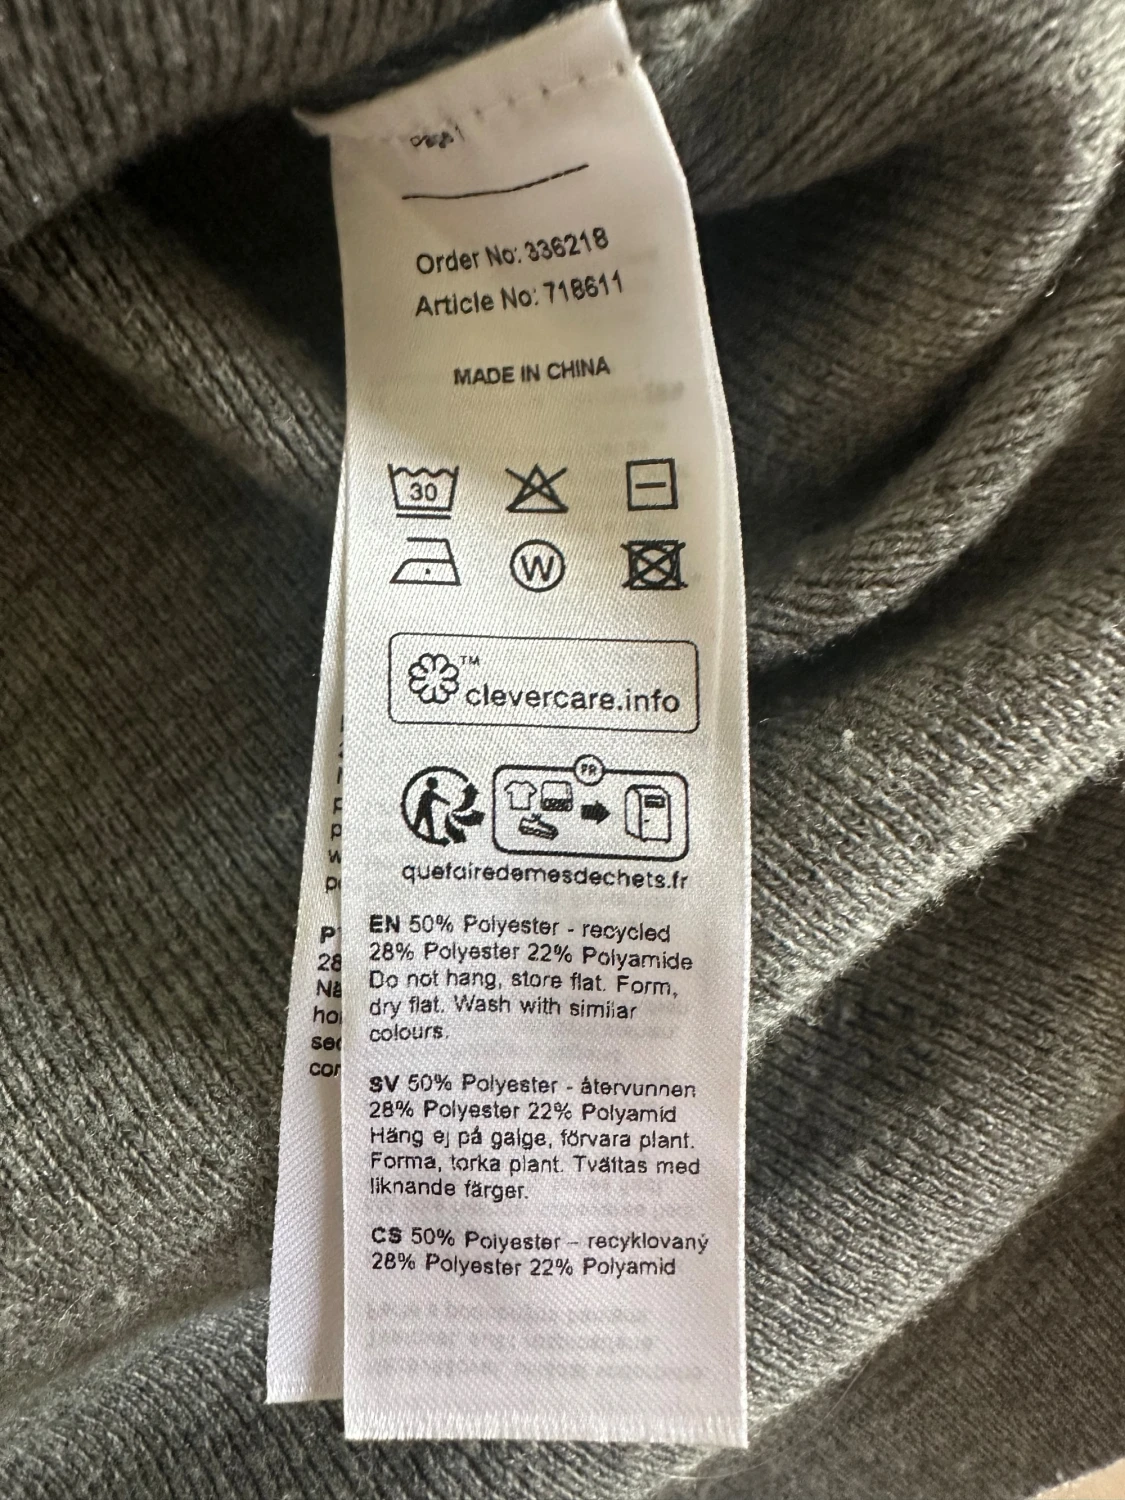 Order No: 336218
Article No: 718611
MADE IN CHINA
30
W
TM
clevercare.info
FR
quefairedemesdechets.fr
EN 50% Polyester - recycled
28% Polyester 22% Polyamide
Do not hang, store flat. Form,
dry flat. Wash with similar
colours.
SV 50% Polyester - återvunnen
28% Polyester 22% Polyamid
Häng ej på galge, förvara plant.
Forma, torka plant. Tvättas med
liknande färger.
CS 50% Polyester – recyklovaný
28% Polyester 22% Polyamid